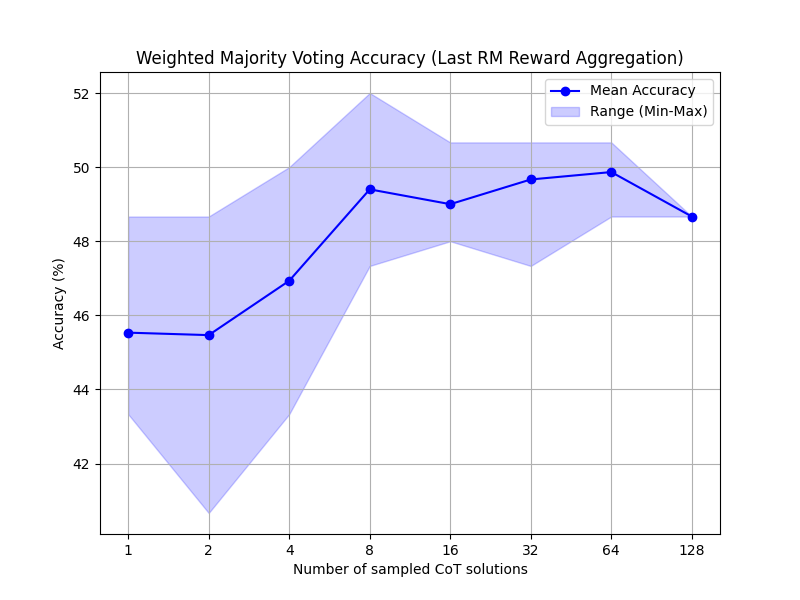 Weighted Majority Voting Accuracy (Last RM Reward Aggregation)
Mean Accuracy
Range (Min-Max)
Accuracy (%)
52
50
48
46
44
42
1 2 4 8 16 32 64 128
Number of sampled CoT solutions